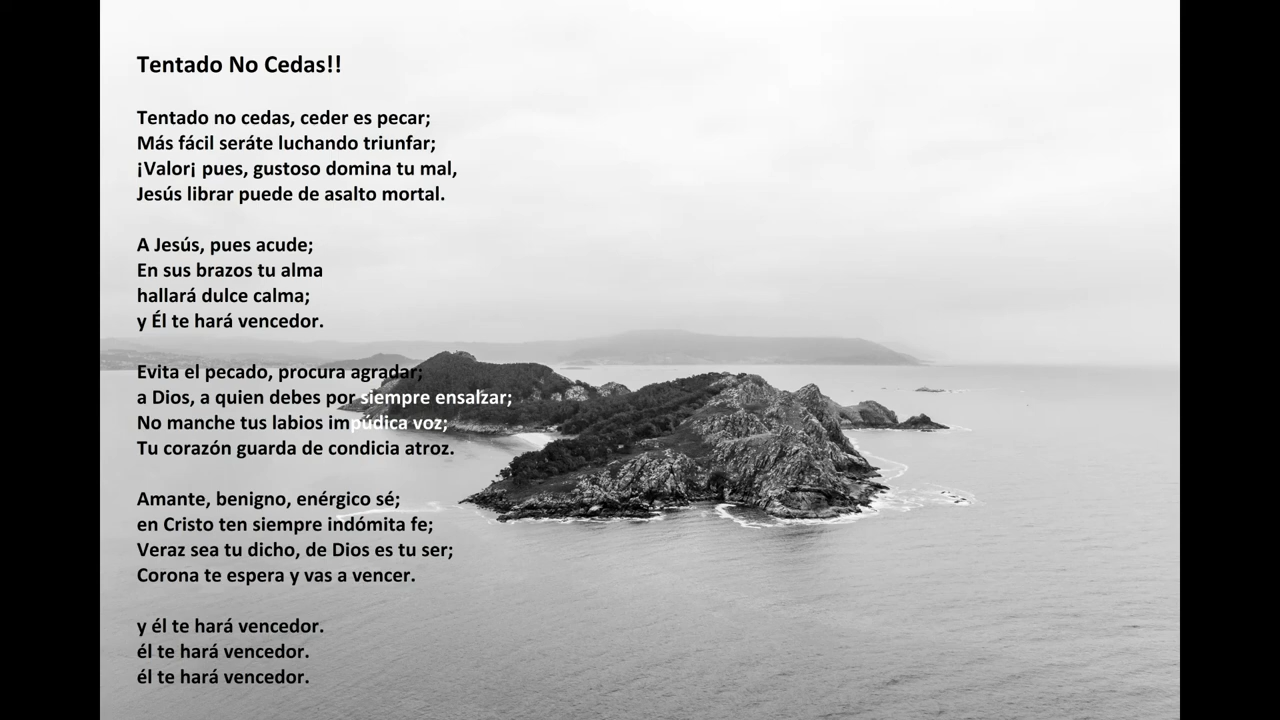 Tentado No Cedas!!
Tentado no cedas, ceder es pecar;
Más fácil seráte luchando triunfar;
¡Valor¡ pues, gustoso domina tu mal,
Jesús librar puede de asalto mortal.
A Jesús, pues acude;
En sus brazos tu alma
hallará dulce calma;
y Él te hará vencedor.
Evita el pecado, procura agradar;
a Dios, a quien debes por siempre ensalzar;
No manche tus labios impúdica voz;
Tu corazón guarda de condicia atroz.
Amante, benigno, enérgico sé;
en Cristo ten siempre indómita fe;
Veraz sea tu dicho, de Dios es tu ser;
Corona te espera y vas a vencer.
y él te hará vencedor.
él te hará vencedor.
él te hará vencedor.